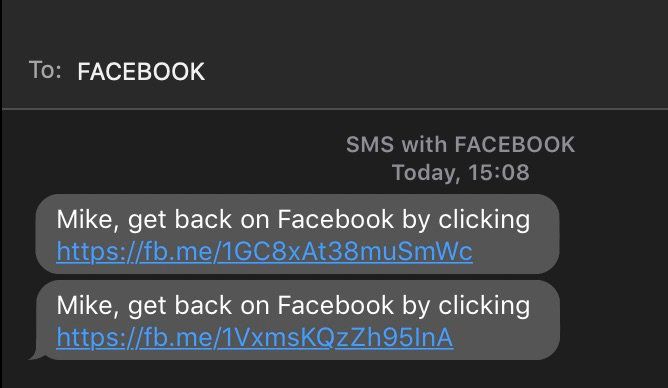 To: FACEBOOK
SMS with FACEBOOK
Today, 15:08
Mike, get back on Facebook by clicking
https://fb.me/1GC8xAt38muSmWc
Mike, get back on Facebook by clicking
https://fb.me/1VxmsKQzZh95InA